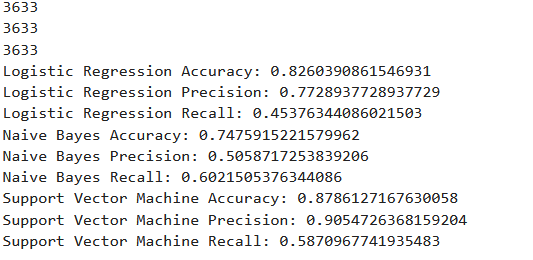 3633
3633
3633
Logistic Regression Accuracy: 0.8260390861546931
Logistic Regression Precision: 0.7728937728937729
Logistic Regression Recall: 0.45376344086021503
Naive Bayes Accuracy: 0.7475915221579962
Naive Bayes Precision: 0.5058717253839206
Naive Bayes Recall: 0.6021505376344086
Support Vector Machine Accuracy: 0.8786127167630058
Support Vector Machine Precision: 0.9054726368159204
Support Vector Machine Recall: 0.5870967741935483